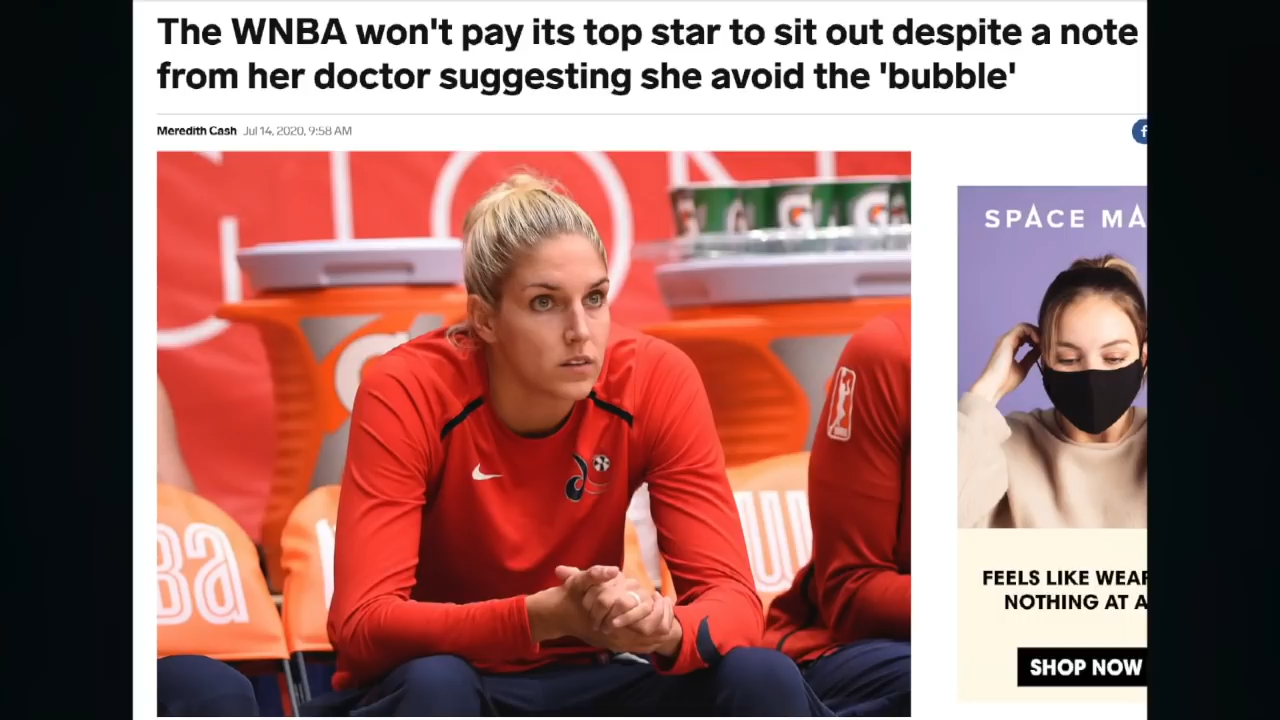 The WNBA won't pay its top star to sit out despite a note
from her doctor suggesting she avoid the 'bubble'
Meredith Cash Jul 14, 2020, 9:58 AM
f
SPACE MA
G G
BA
FEELS LIKE WEAR
NOTHING AT A
SHOP NOW